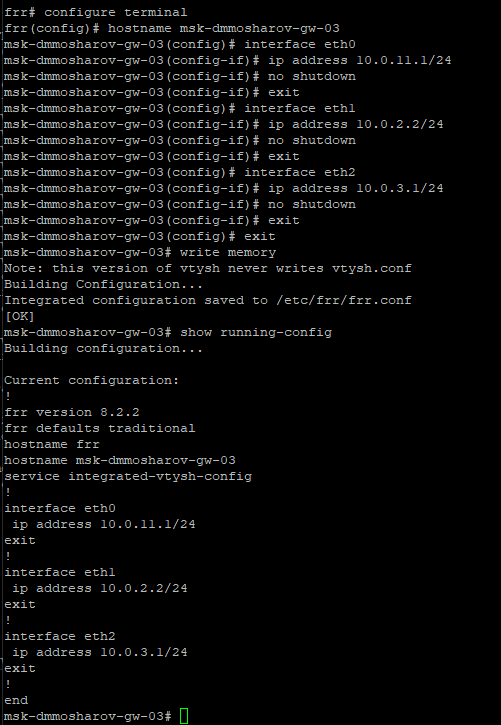 frr# configure terminal
frr(config)# hostname msk-dmmosharov-gw-03
msk-dmmosharov-gw-03(config)# interface eth0
msk-dmmosharov-gw-03(config-if)# ip address 10.0.11.1/24
msk-dmmosharov-gw-03(config-if)# no shutdown
msk-dmmosharov-gw-03(config-if)# exit
msk-dmmosharov-gw-03(config)# interface eth1
msk-dmmosharov-gw-03(config-if)# ip address 10.0.2.2/24
msk-dmmosharov-gw-03(config-if)# no shutdown
msk-dmmosharov-gw-03(config-if)# exit
msk-dmmosharov-gw-03(config)# interface eth2
msk-dmmosharov-gw-03(config-if)# ip address 10.0.3.1/24
msk-dmmosharov-gw-03(config-if)# no shutdown
msk-dmmosharov-gw-03(config-if)# exit
msk-dmmosharov-gw-03(config)# exit
msk-dmmosharov-gw-03# write memory
Note: this version of vtysh never writes vtysh.conf
Building Configuration...
Integrated configuration saved to /etc/frr/frr.conf
[OK]
msk-dmmosharov-gw-03# show running-config
Building configuration...

Current configuration:
!
frr version 8.2.2
frr defaults traditional
hostname frr
hostname msk-dmmosharov-gw-03
service integrated-vtysh-config
!
interface eth0
 ip address 10.0.11.1/24
exit
!
interface eth1
 ip address 10.0.2.2/24
exit
!
interface eth2
 ip address 10.0.3.1/24
exit
!
end
msk-dmmosharov-gw-03#